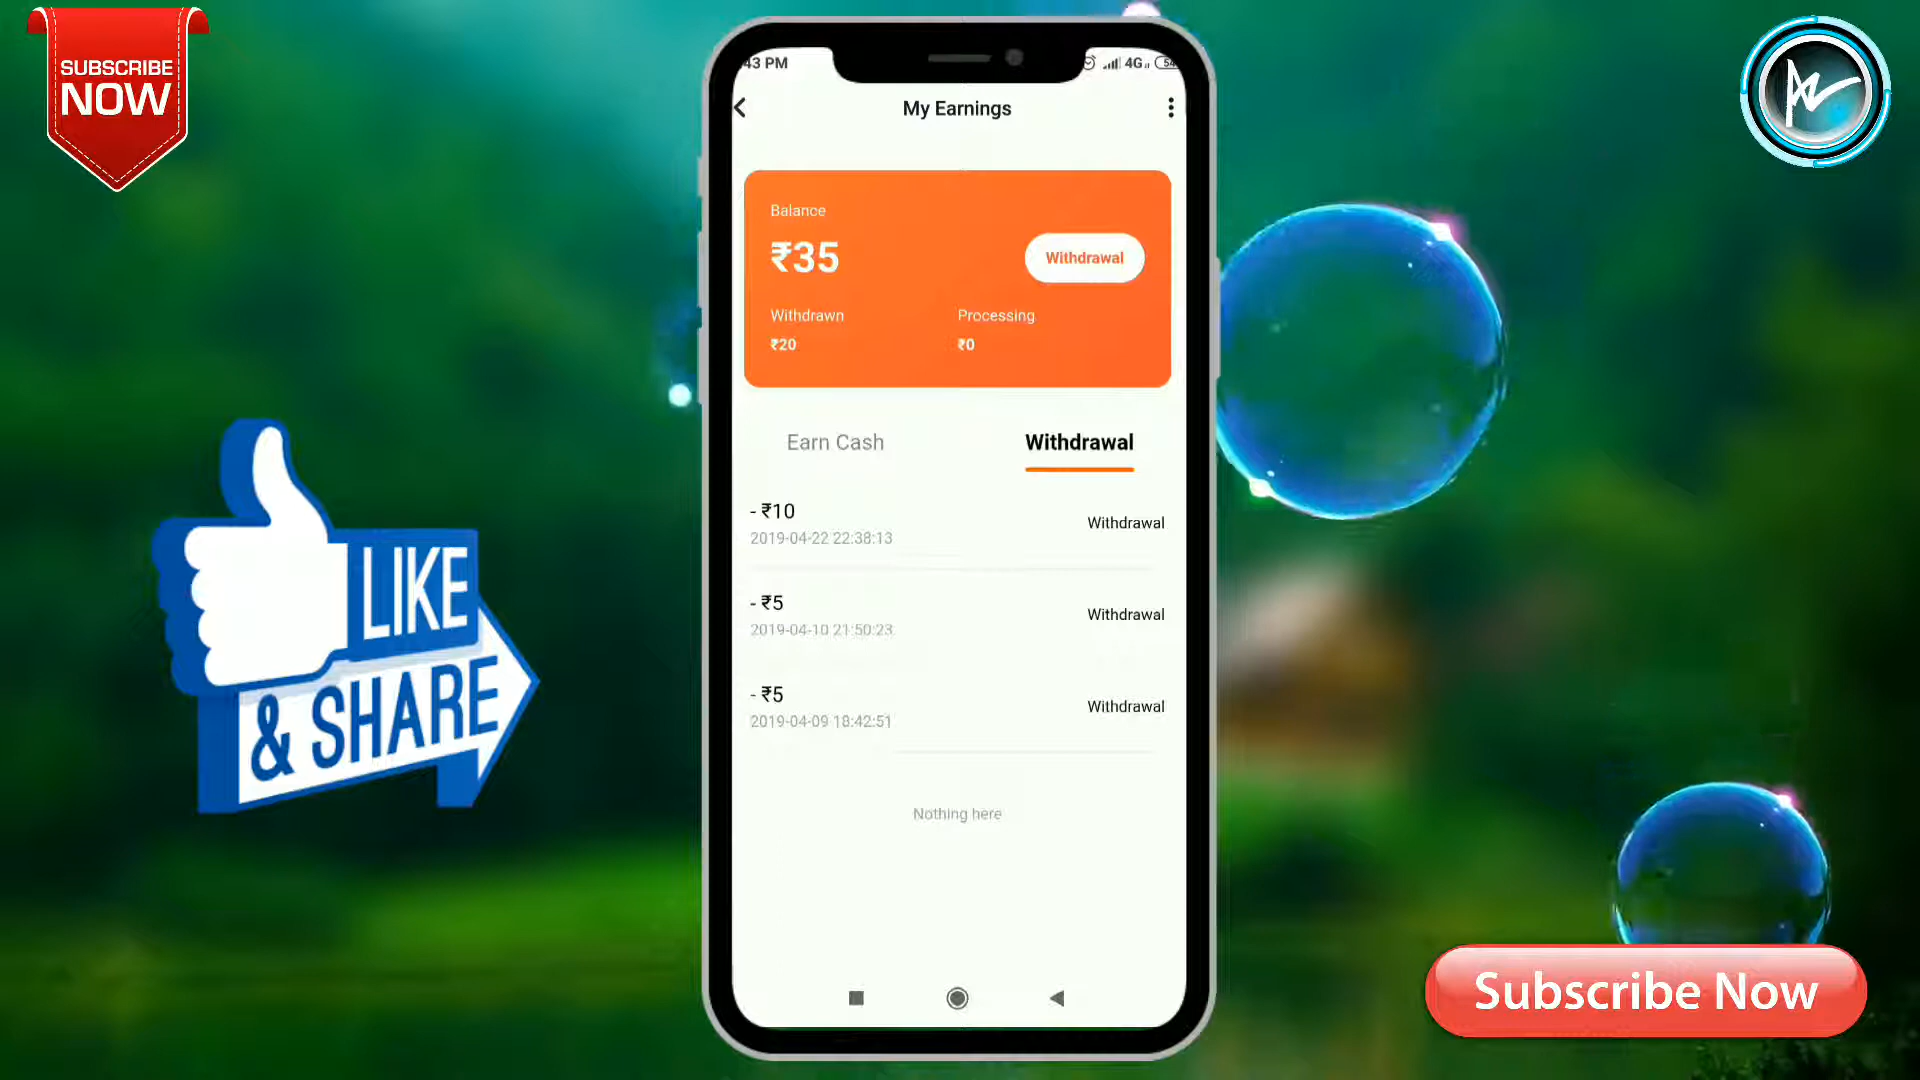 SUBSCRIBE
NOW
43 PM
4G
54
My Earnings
Balance
₹35
Withdrawal
Withdrawn
Processing
₹20
₹0
Earn Cash
Withdrawal
- ₹10
2019-04-22 22:38:13
Withdrawal
- ₹5
2019-04-10 21:50:23
Withdrawal
- ₹5
2019-04-09 18:42:51
Withdrawal
Nothing here
LIKE
& SHARE
Subscribe Now